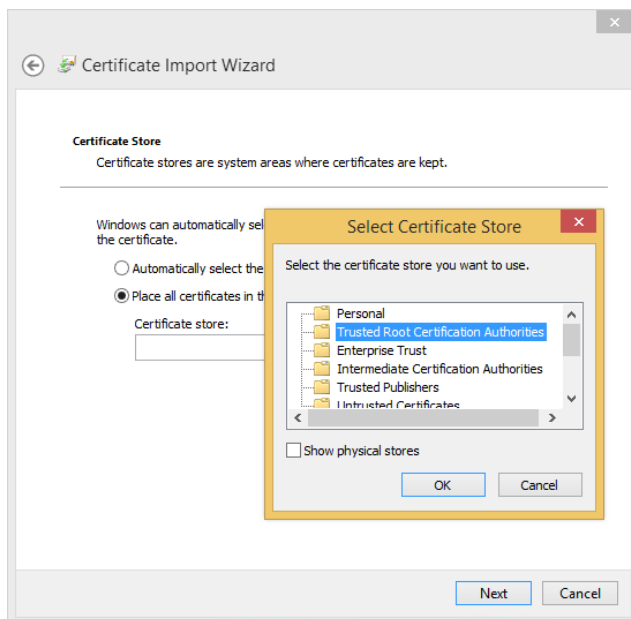 Certificate Import Wizard
Certificate Store
Certificate stores are system areas where certificates are kept.
Windows can automatically sel
the certificate.
Automatically select the
Place all certificates in th
Certificate store:
Select Certificate Store
Select the certificate store you want to use.
Personal
Trusted Root Certification Authorities
Enterprise Trust
Intermediate Certification Authorities
Trusted Publishers
Untrusted Certificates
Show physical stores
OK Cancel
Next Cancel